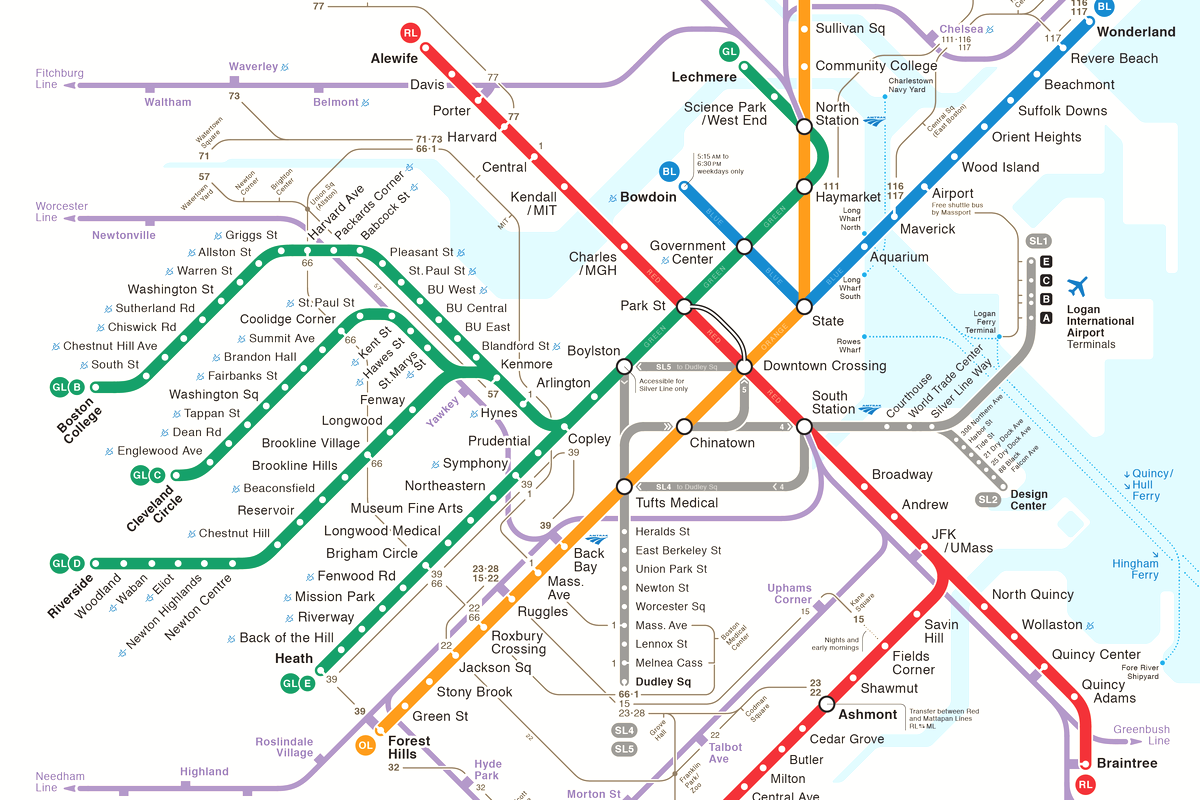 77
RL
Alewife
Fitchburg
Line
Waverley
Waltham
Belmont
Davis
Porter
Harvard
Central
Kendall
/MIT
Charles
/MGH
Park St
77
77
1
73
71·73
66·1
Watertown
Square
71
57
Watertown
Yard
Newton
Corner
Brighton
Center
Union Sq
(Allston)
MIT
GL
Lechmere
Science Park
/West End
Sullivan Sq
Community College
North
Station
Haymarket
111
116
117
Chelsea
111·116
117
116
117
117
BL
Wonderland
Revere Beach
Beachmont
Suffolk Downs
Orient Heights
Wood Island
Airport
Free shuttle bus
by Massport
Maverick
Aquarium
Charlestown
Navy Yard
Central Sq
(East Boston)
BL
Bowdoin
5:15 AM to
6:30 PM
weekdays only
Government
Center
BLUE
GREEN
GREEN
BLUE
BLUE
RED
RED
GREEN
ORANGE
State
Long
Wharf
North
Long
Wharf
South
Rowes
Wharf
Logan
Ferry
Terminal
SL1
E
C
B
A
Logan
International
Airport
Terminals
Worcester
Line
Newtonville
Griggs St
Allston St
Warren St
Washington St
Sutherland Rd
Chiswick Rd
Chestnut Hill Ave
South St
GL B
Boston
College
Harvard Ave
Packards Corner
Babcock St
Pleasant St
St. Paul St
BU West
BU Central
BU East
Blandford St
Kenmore
66
57
57
St. Paul St
Coolidge Corner
Summit Ave
Brandon Hall
Fairbanks St
Washington Sq
Tappan St
Dean Rd
Englewood Ave
GL C
Cleveland
Circle
66
Kent St
Hawes St
St. Marys
St
Fenway
Longwood
Brookline Village
Brookline Hills
Beaconsfield
Reservoir
Chestnut Hill
66
GL D
Riverside
Woodland
Waban
Eliot
Newton Highlands
Newton Centre
Yawkey
Hynes
1
Arlington
Boylston
Copley
Prudential
Symphony
Northeastern
Museum Fine Arts
Longwood Medical
Brigham Circle
Fenwood Rd
Mission Park
Riverway
Back of the Hill
Heath
GL E
39
39
1
39
1
39
66
39
39
SL5 to Dudley Sq
Accessible for
Silver Line only
5
Downtown Crossing
Chinatown
4
South
Station
SL4 to Dudley Sq
4
Tufts Medical
Courthouse
World Trade Center
Silver Line Way
306 Northern Ave
Harbor St
Tide St
21 Dry Dock Ave
25 Dry Dock Ave
88 Black
Falcon Ave
SL2
Design
Center
Heralds St
East Berkeley St
Union Park St
Newton St
Worcester Sq
Mass. Ave
Lennox St
Melnea Cass
Dudley Sq
1
1
Boston
Medical
Center
66·1
15
23·28
SL4
SL5
Grove
Hall
Back
Bay
Mass.
Ave
1
Ruggles
23·28
15·22
22
66
22
Roxbury
Crossing
Jackson Sq
Stony Brook
Green St
OL
Forest
Hills
32
22
Broadway
Andrew
JFK
/UMass
Savin
Hill
Fields
Corner
Shawmut
Ashmont
Transfer between Red
and Mattapan Lines
RL ML
Cedar Grove
Butler
Milton
Central Ave
North Quincy
Wollaston
Quincy Center
Quincy
Adams
Braintree
RL
Greenbush
Line
Fore River
Shipyard
Quincy/
Hull
Ferry
Hingham
Ferry
Uphams
Corner
15
Kane
Square
15
Nights and
early mornings
23
22
Codman
Square
22
Talbot
Ave
Franklin
Park/
Zoo
Morton St
Hyde
Park
32
Roslindale
Village
Highland
Needham
Line